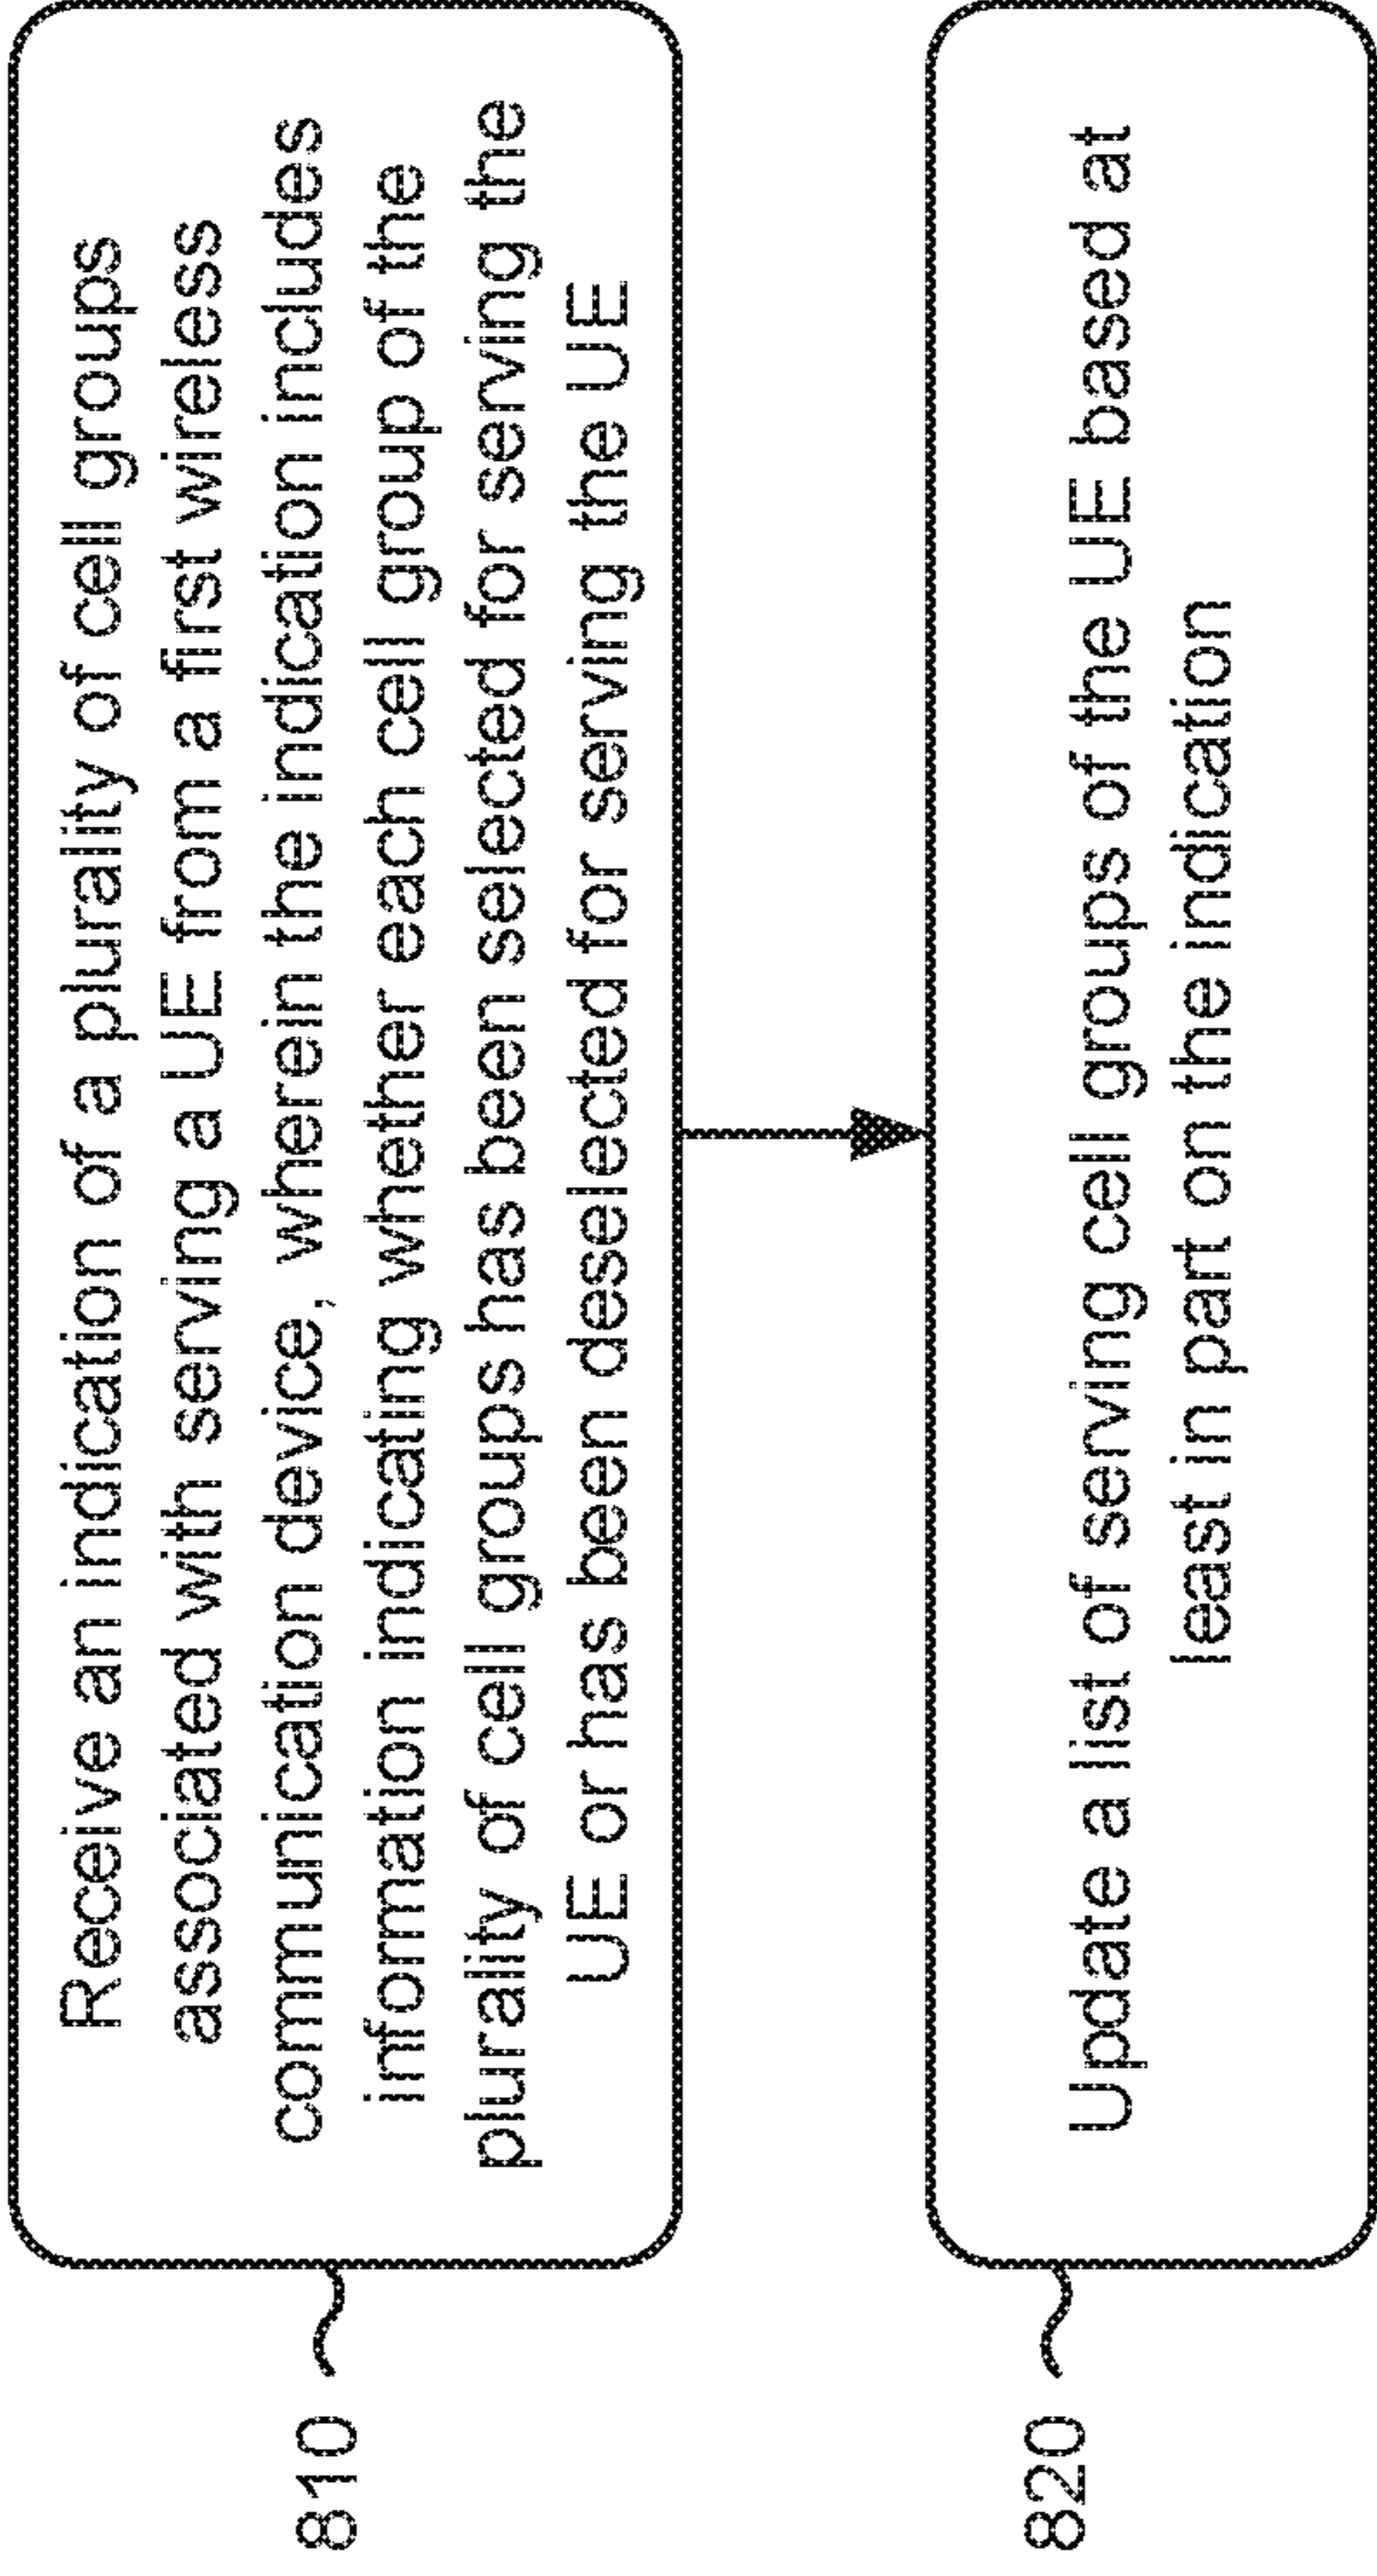 810
Receive an indication of a plurality of cell groups
associated with serving a UE from a first wireless
communication device, wherein the indication includes
information indicating whether each cell group of the
plurality of cell groups has been selected for serving the
UE or has been deselected for serving the UE
820
Update a list of serving cell groups of the UE based at
least in part on the indication